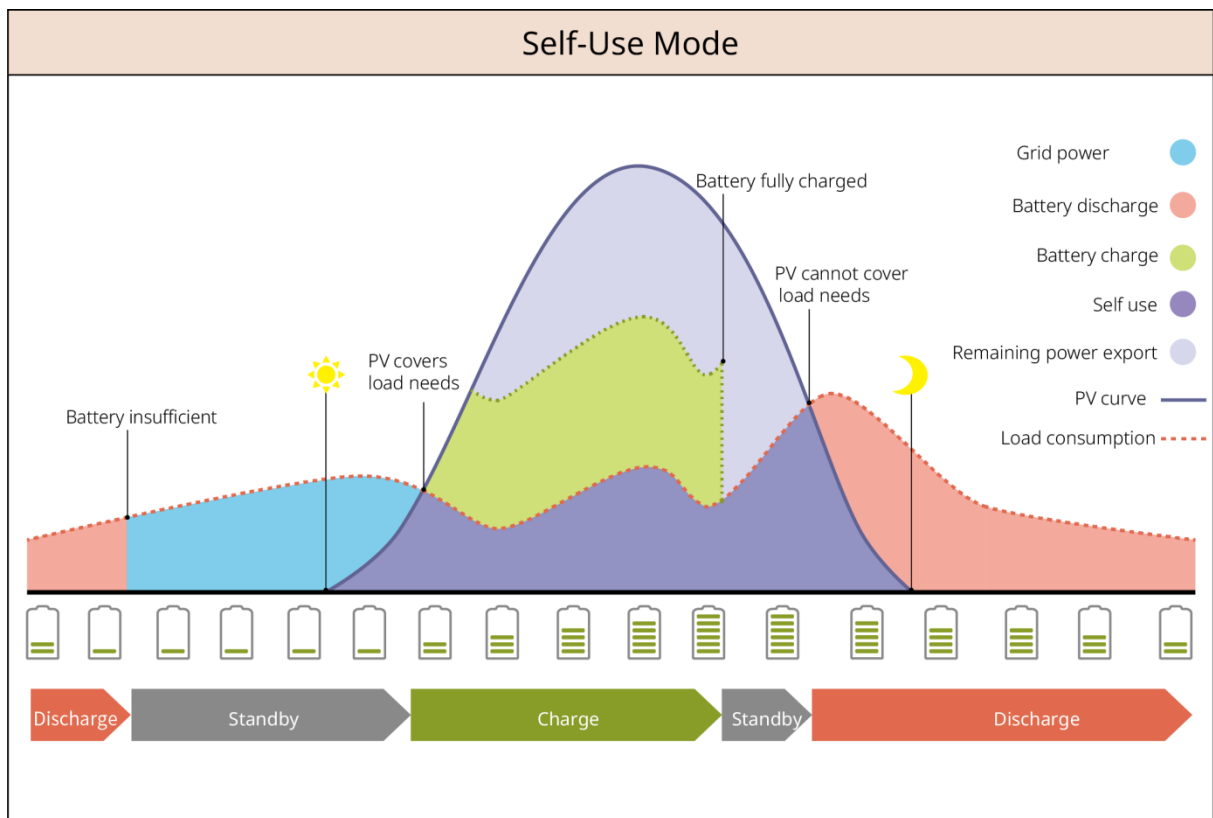 Self-Use Mode
Grid power
Battery fully charged
Battery discharge
Battery charge
PV cannot cover
load needs
Self use
PV covers
load needs
Remaining power export
PV curve
Battery insufficient
Load consumption
Discharge
Standby
Charge
Standby
Discharge